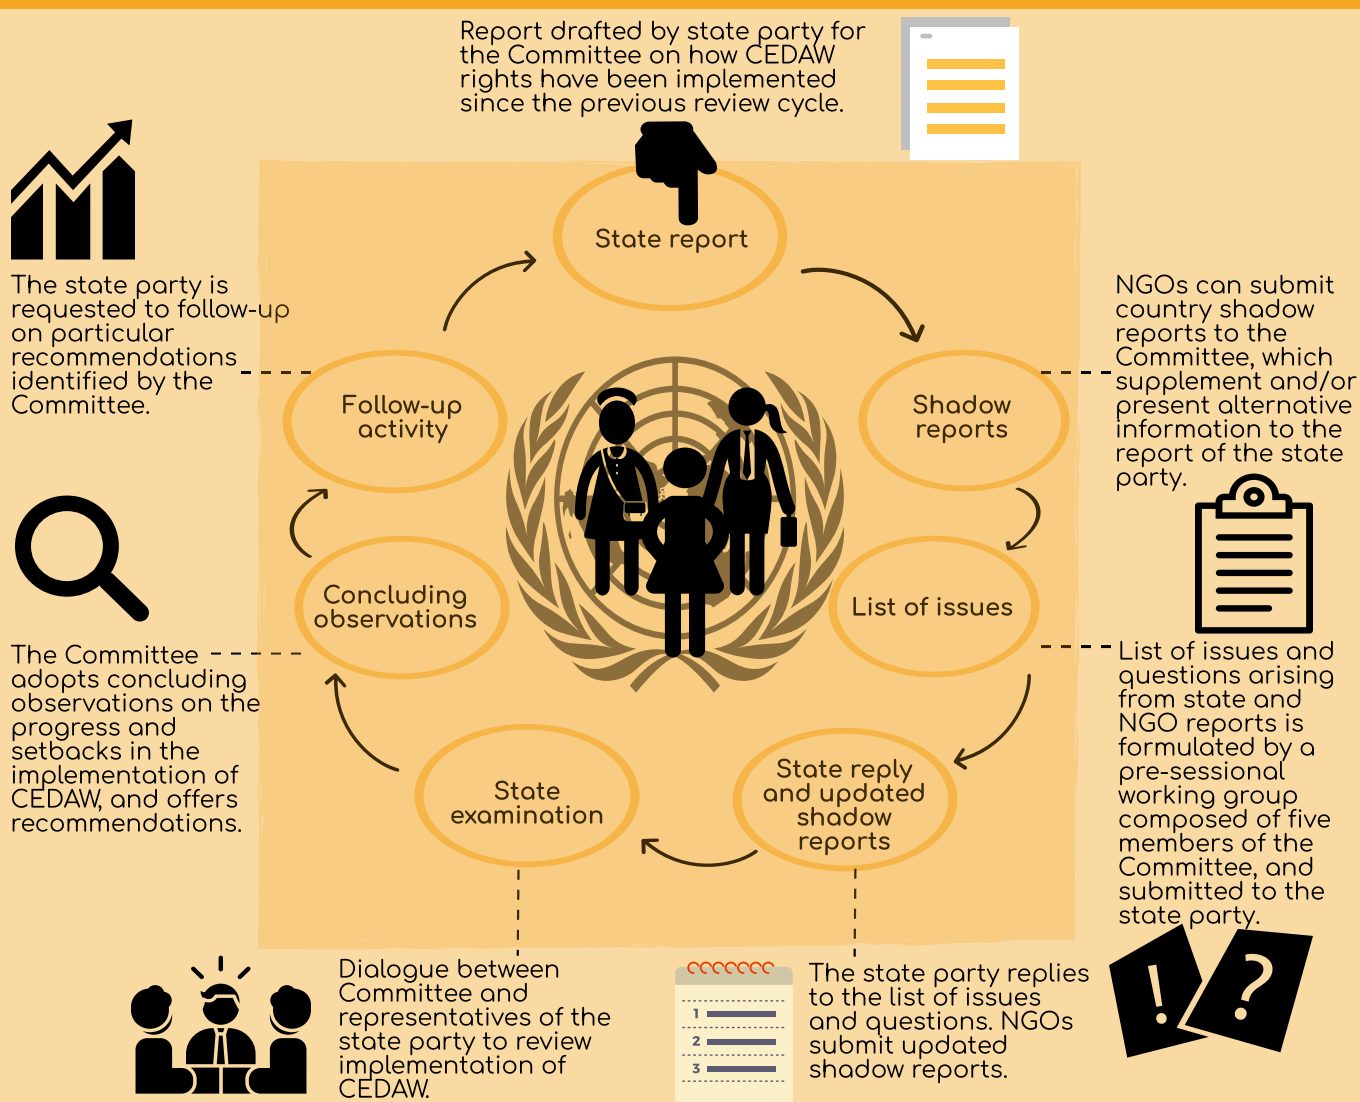 Report drafted by state party for
the Committee on how CEDAW
rights have been implemented
since the previous review cycle.
State report
NGOs can submit
country shadow
reports to the
Committee, which
supplement and/or
present alternative
information to the
report of the state
party.
Shadow
reports
List of issues
List of issues and
questions arising
from state and
NGO reports is
formulated by a
pre-sessional
working group
composed of five
members of the
Committee, and
submitted to the
state party.
! ?
State reply
and updated
shadow
reports
The state party replies
to the list of issues
and questions. NGOs
submit updated
shadow reports.
1
2
3
State
examination
Dialogue between
Committee and
representatives of the
state party to review
implementation of
CEDAW.
Concluding
observations
The Committee
adopts concluding
observations on the
progress and
setbacks in the
implementation of
CEDAW, and offers
recommendations.
Follow-up
activity
The state party is
requested to follow-up
on particular
recommendations
identified by the
Committee.